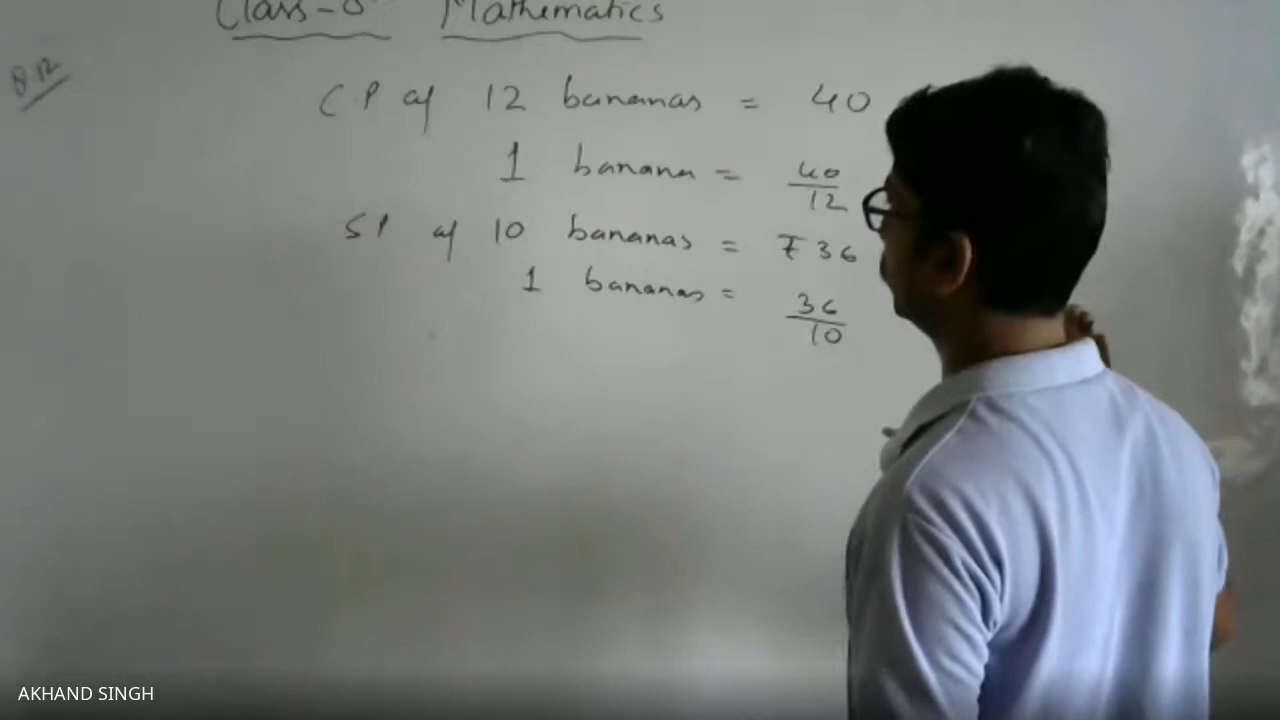 Class-8 Mathematics
Q.12
CP of 12 bananas = 40
1 banana = 40/12
SP of 10 bananas = ₹36
1 bananas = 36/10
AKHAND SINGH